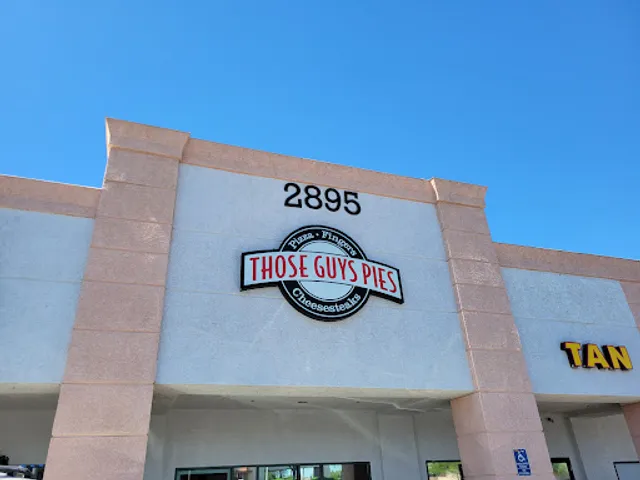 2895
Pizza • Fingers
THOSE GUYS PIES
Cheesesteaks
TAN